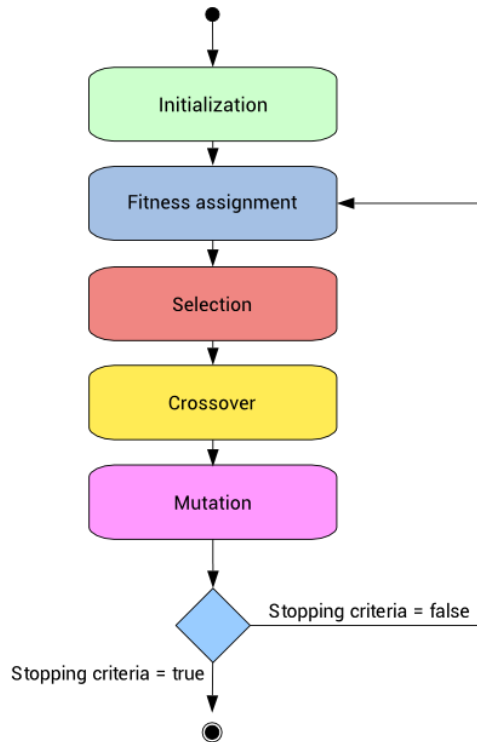 Initialization
Fitness assignment
Selection
Crossover
Mutation
Stopping criteria = false
Stopping criteria = true